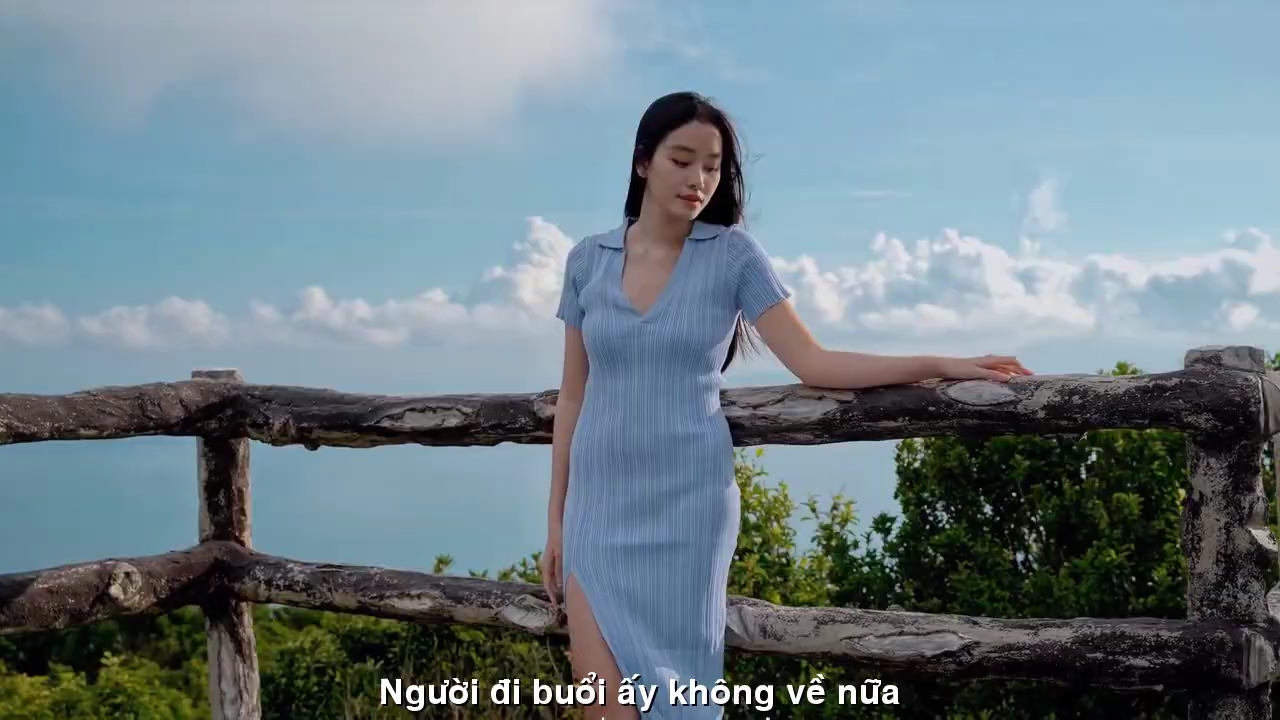 Người đi buổi ấy không về nữa